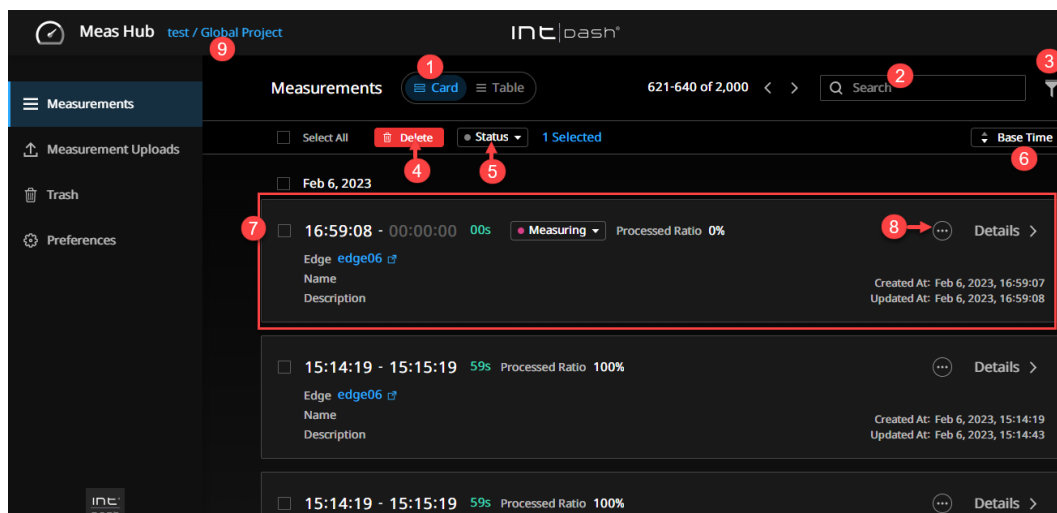 Meas Hub test / Global Project INT|DASH®
9
1 2 3
Measurements Card Table 621-640 of 2,000 < > Search
Measurements
Measurement Uploads
Trash
Preferences
Select All Delete Status 1 Selected Base Time
4 5 6
Feb 6, 2023
7 16:59:08 - 00:00:00 00s Measuring Processed Ratio 0% 8 ... Details >
Edge edge06
Name
Description
Created At: Feb 6, 2023, 16:59:07
Updated At: Feb 6, 2023, 16:59:08
15:14:19 - 15:15:19 59s Processed Ratio 100% ... Details >
Edge edge06
Name
Description
Created At: Feb 6, 2023, 15:14:19
Updated At: Feb 6, 2023, 15:14:43
15:14:19 - 15:15:19 59s Processed Ratio 100% ... Details >
INT